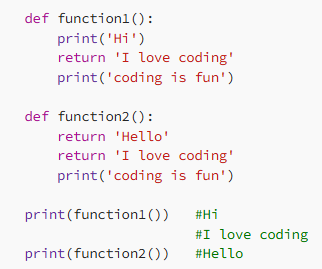 def function1():
    print('Hi')
    return 'I love coding'
    print('coding is fun')

def function2():
    return 'Hello'
    return 'I love coding'
    print('coding is fun')

print(function1())   #Hi
                     #I love coding
print(function2())   #Hello